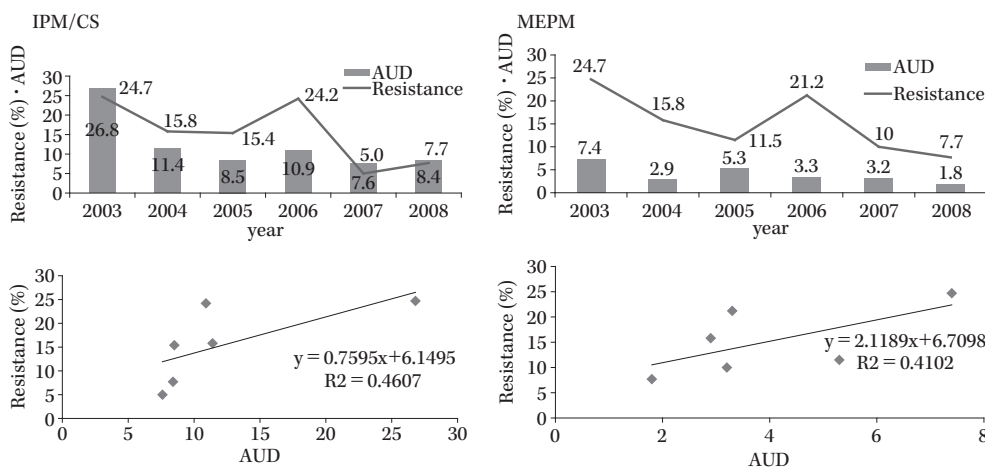 IPM/CS
Resistance (%)・AUD
30
25
20
15
10
5
0
AUD
Resistance
24.7
15.8
15.4
24.2
5.0
7.7
26.8
11.4
8.5
10.9
7.6
8.4
2003 2004 2005 2006 2007 2008
year
MEPM
Resistance (%)・AUD
30
25
20
15
10
5
0
AUD
Resistance
24.7
15.8
11.5
21.2
10
7.7
7.4
2.9
5.3
3.3
3.2
1.8
2003 2004 2005 2006 2007 2008
year
Resistance (%)
30
25
20
15
10
5
0
y＝0.7595x＋6.1495
R2＝0.4607
0 5 10 15 20 25 30
AUD
Resistance (%)
30
25
20
15
10
5
0
y＝2.1189x＋6.7098
R2＝0.4102
0 2 4 6 8
AUD